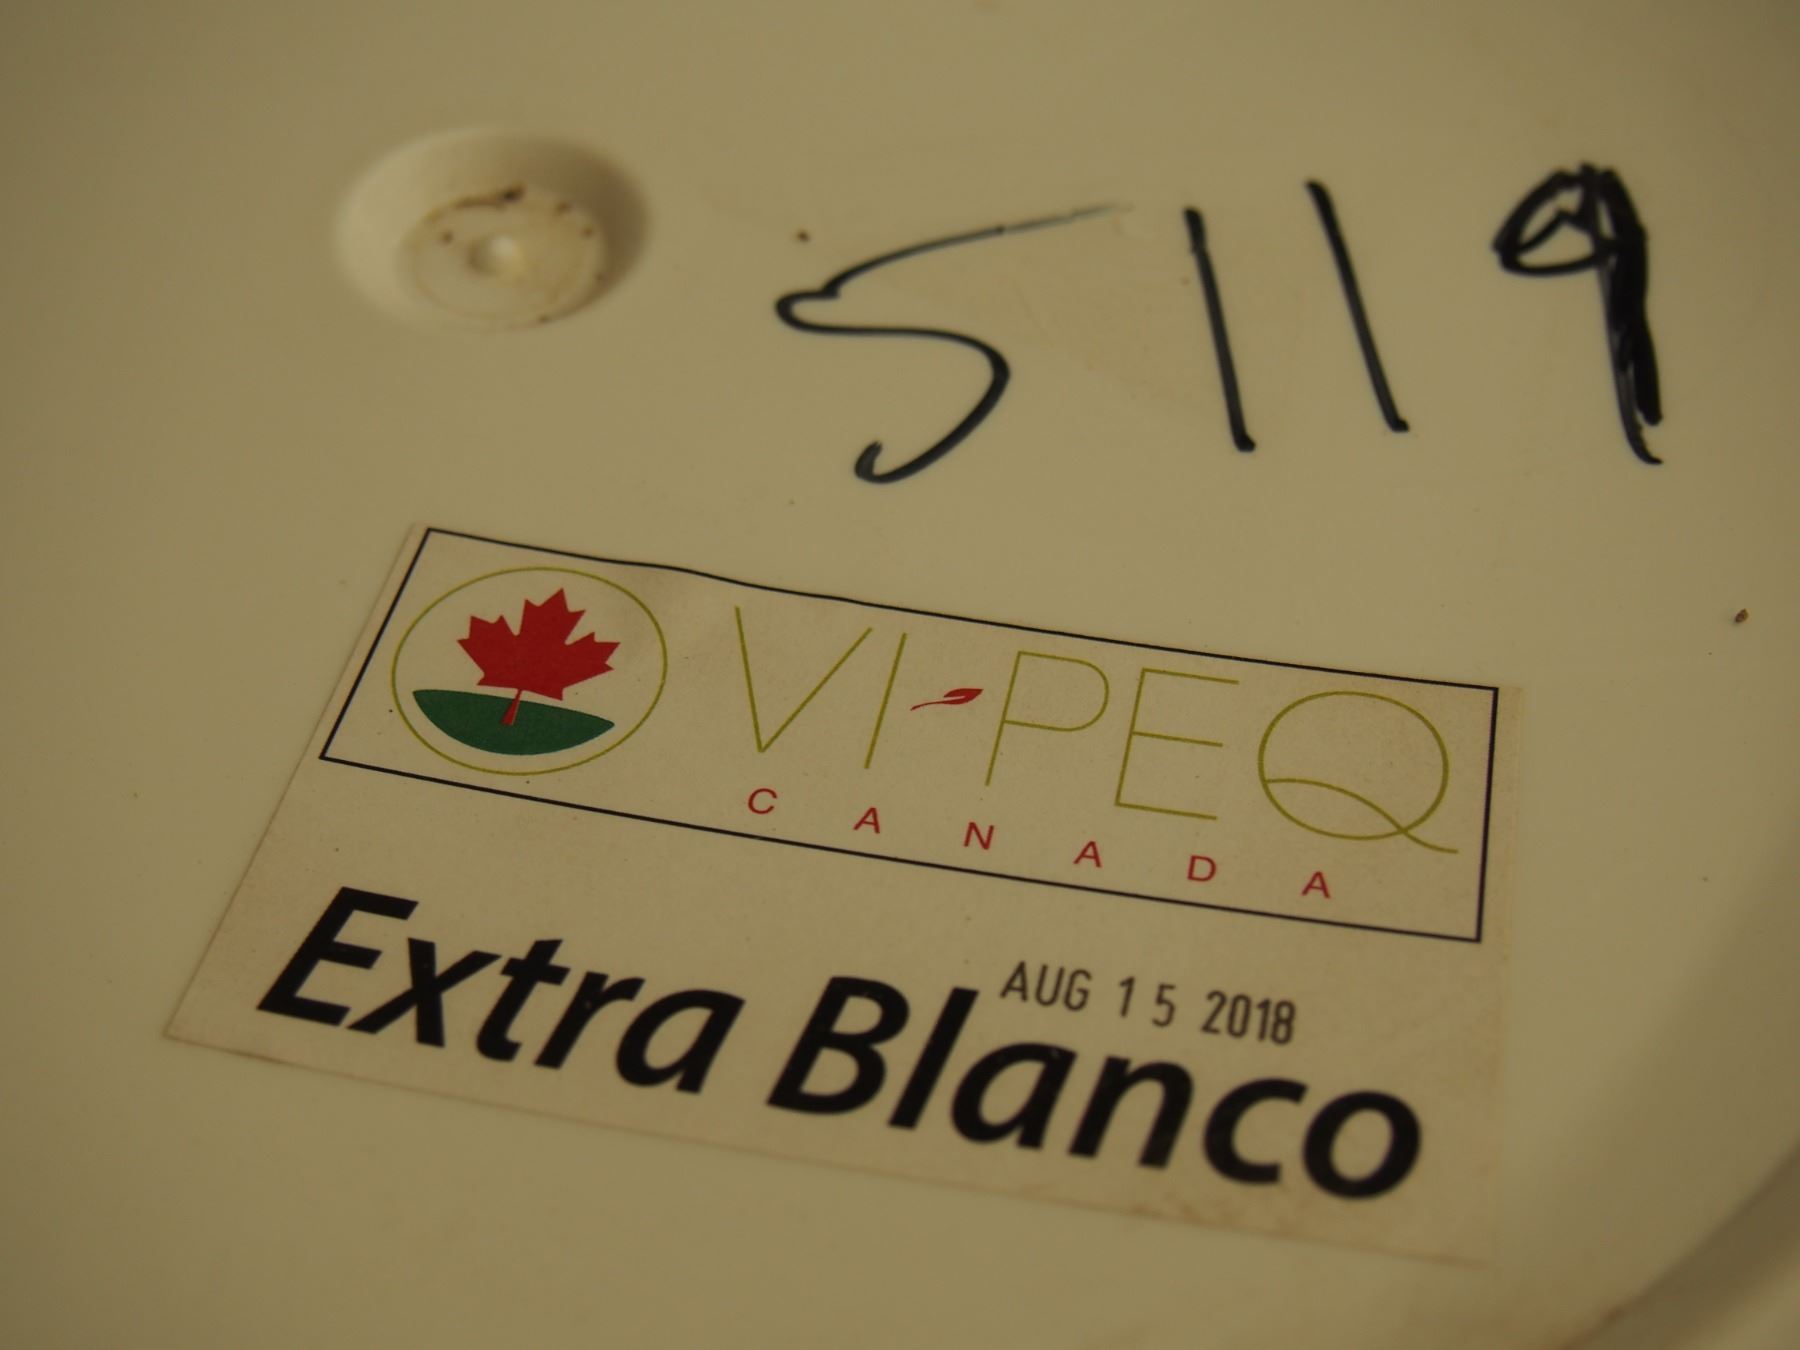 5119
VI-PEQ
CANADA
AUG 15 2018
Extra Blanco